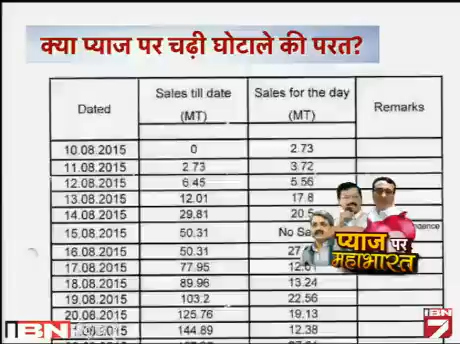 क्या प्याज पर चढ़ी घोटाले की परत?
Dated Sales till date (MT) Sales for the day (MT) Remarks
10.08.2015 0 2.73
11.08.2015 2.73 3.72
12.08.2015 6.45 5.56
13.08.2015 12.01 17.8
14.08.2015 29.81
15.08.2015 50.31 No
16.08.2015 50.31
17.08.2015 77.95
18.08.2015 89.96 13.24
19.08.2015 103.2 22.56
20.08.2015 125.76 19.13
.08.2015 144.89 12.38
प्याज पर
महाभारत
IBN
IBN
7